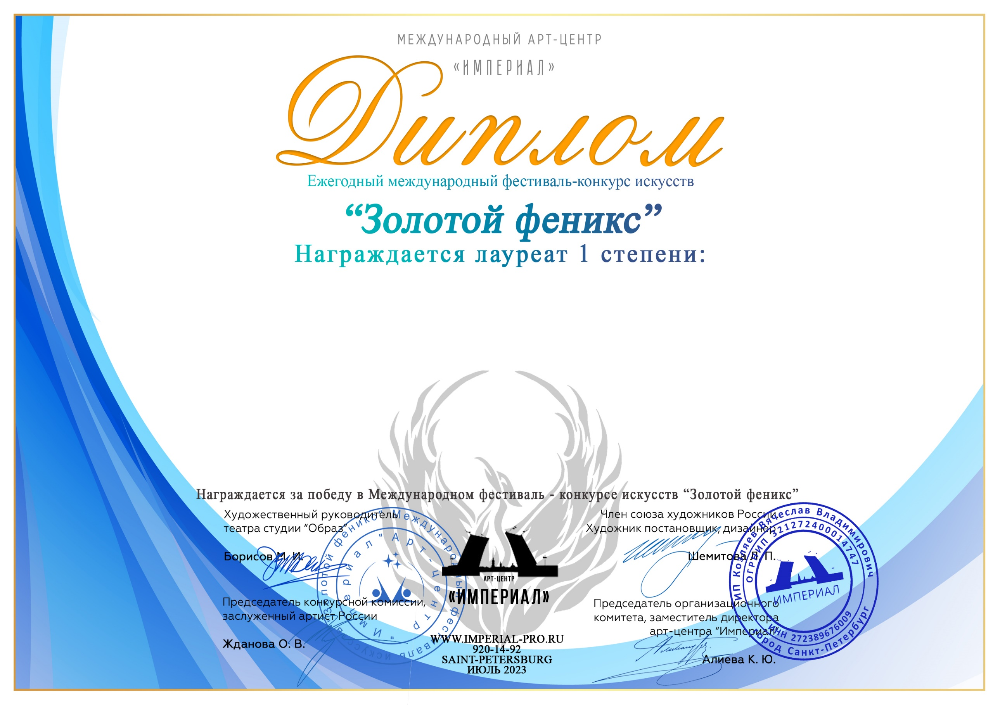 МЕЖДУНАРОДНЫЙ АРТ-ЦЕНТР
«ИМПЕРИАЛ»
Диплом
Ежегодный международный фестиваль-конкурс искусств
“Золотой феникс”
Награждается лауреат 1 степени:
Награждается за победу в Международном фестиваль - конкурсе искусств “Золотой феникс”
Художественный руководитель
театра студии “Образ”
Борисов М. И.
Председатель конкурсной комиссии,
заслуженный артист России
Жданова О. В.
Международный фестиваль искусств "Золотой феникс"
"Арт-центр Империал"
АРТ-ЦЕНТР
«ИМПЕРИАЛ»
WWW.IMPERIAL-PRO.RU
920-14-92
SAINT-PETERSBURG
ИЮЛЬ 2023
Член союза художников России.
Художник постановщик, дизайнер
Шемитова Л. П.
Председатель организационного
комитета, заместитель директора
арт-центра “Империал”
Алиева К. Ю.
ИП Козляев Вячеслав Владимирович
ОГРНИП 321272400014747
ИМПЕРИАЛ
ИНН 272389676009
город Санкт-Петербург